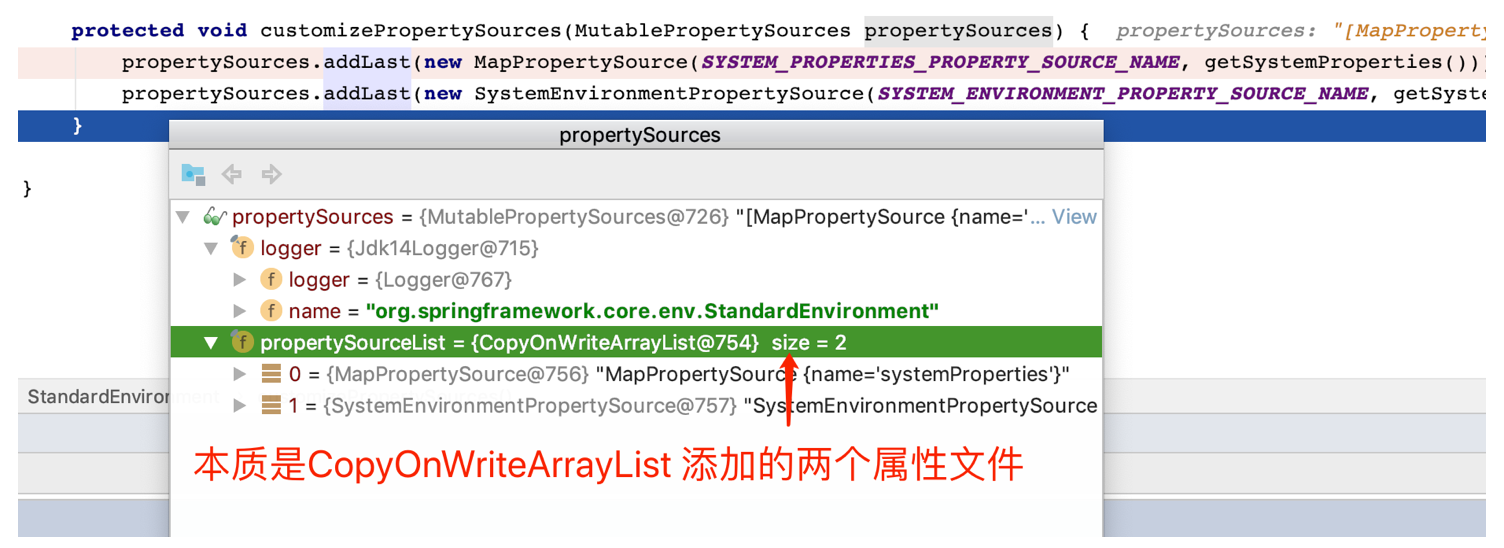 protected void customizePropertySources(MutablePropertySources propertySources) { propertySources: "[MapProperty
propertySources.addLast(new MapPropertySource(SYSTEM_PROPERTIES_PROPERTY_SOURCE_NAME, getSystemProperties()));
propertySources.addLast(new SystemEnvironmentPropertySource(SYSTEM_ENVIRONMENT_PROPERTY_SOURCE_NAME, getSyste
}
propertySources
}
propertySources = {MutablePropertySources@726} "[MapPropertySource {name='... View
logger = {Jdk14Logger@715}
logger = {Logger@767}
name = "org.springframework.core.env.StandardEnvironment"
propertySourceList = {CopyOnWriteArrayList@754} size = 2
0 = {MapPropertySource@756} "MapPropertySource {name='systemProperties'}"
StandardEnvironment
1 = {SystemEnvironmentPropertySource@757} "SystemEnvironmentPropertySource
本质是CopyOnWriteArrayList 添加的两个属性文件